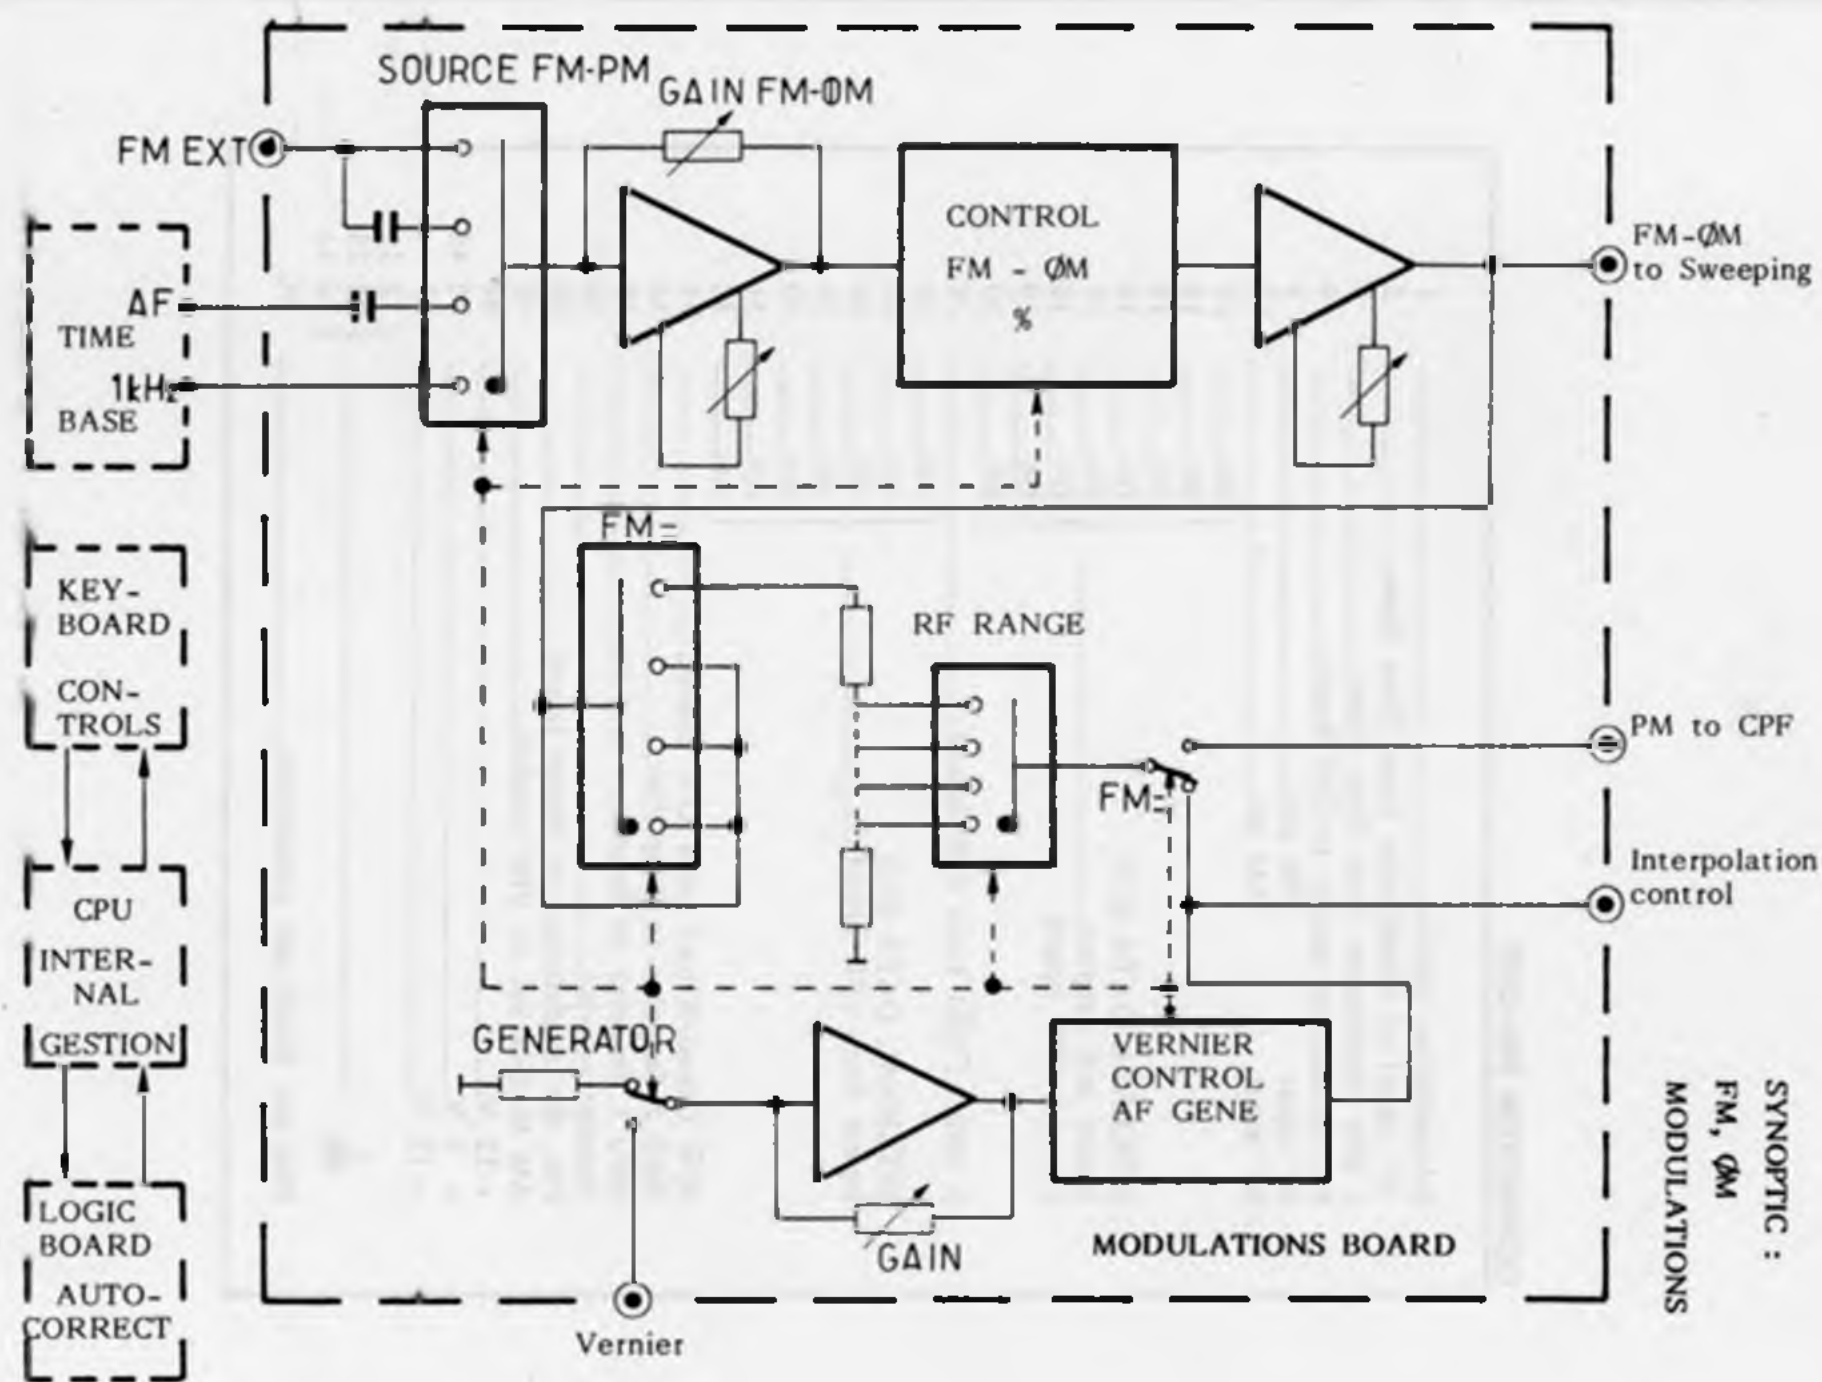 SOURCE FM-PM
GAIN FM-ΦM
FM EXT
CONTROL
FM - ØM
%
FM-ØM
to Sweeping
AF
TIME
1kHz
BASE
FM=
KEY-
BOARD
CON-
TROLS
RF RANGE
PM to CPF
FM=
Interpolation
control
CPU
INTER-
NAL
GESTION
GENERATOR
VERNIER
CONTROL
AF GENE
LOGIC
BOARD
AUTO-
CORRECT
GAIN
MODULATIONS BOARD
Vernier
SYNOPTIC :
FM, ØM
MODULATIONS